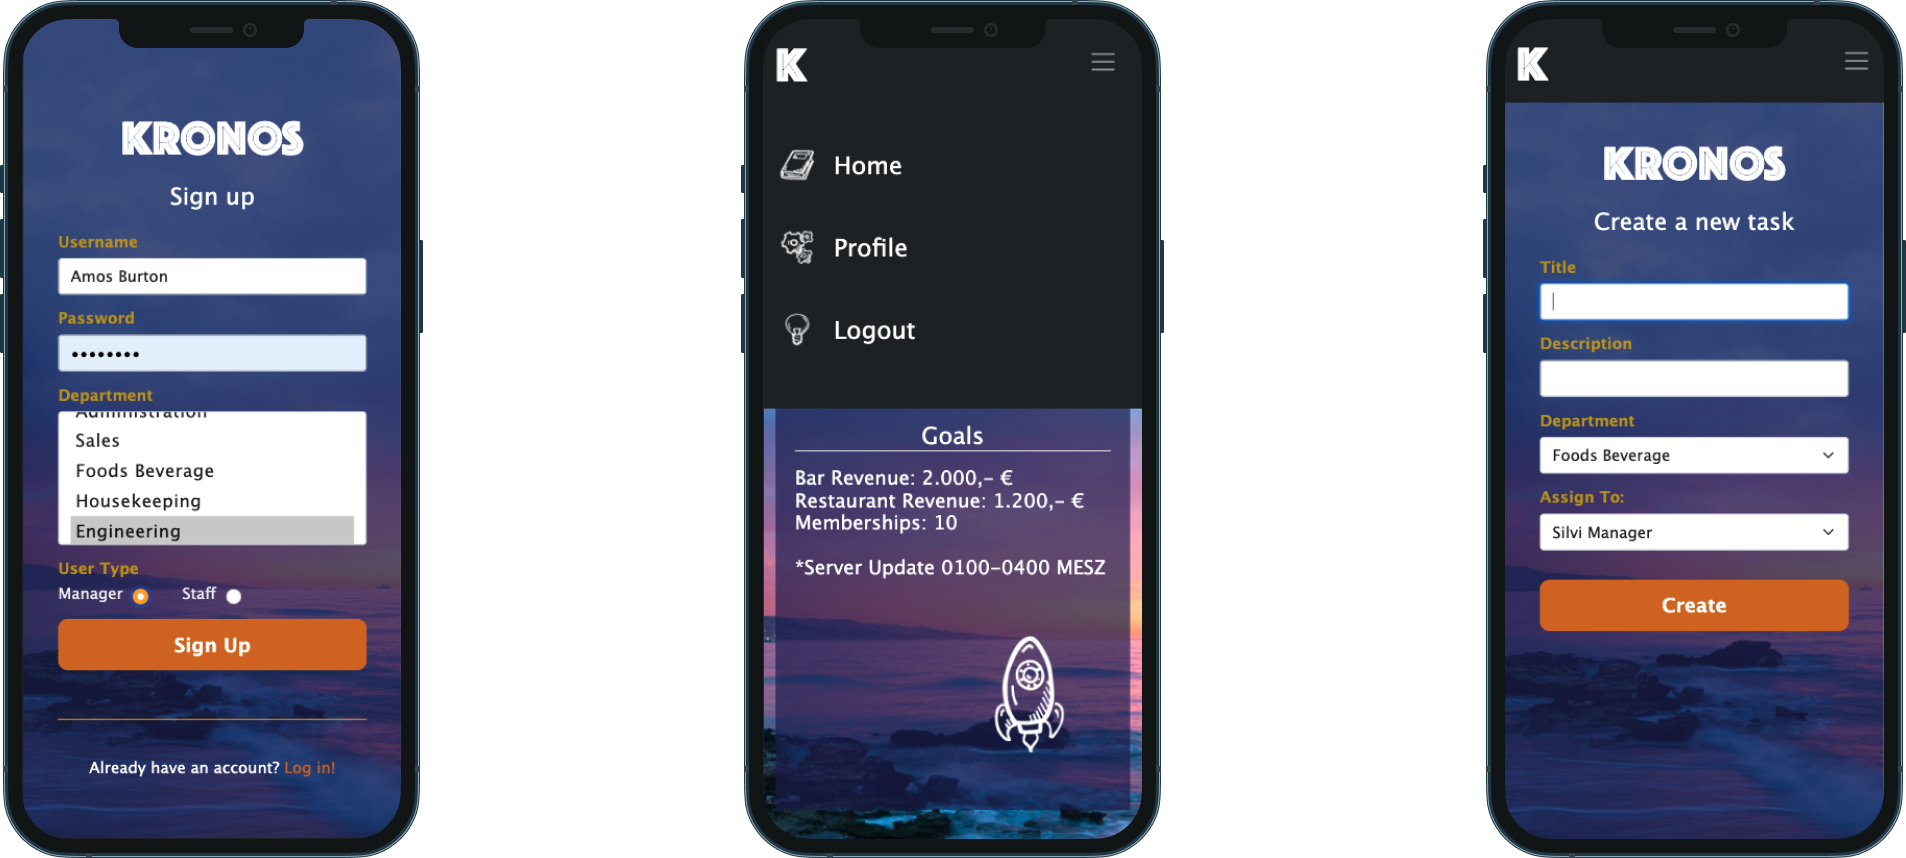 KRONOS
Sign up
Username
Amos Burton
Password
Department
Administration
Sales
Foods Beverage
Housekeeping
Engineering
User Type
Manager Staff
Sign Up
Already have an account? Log in!
K
Home
Profile
Logout
Goals
Bar Revenue: 2.000,- €
Restaurant Revenue: 1.200,- €
Memberships: 10
*Server Update 0100-0400 MESZ
K
KRONOS
Create a new task
Title
Description
Department
Foods Beverage
Assign To:
Silvi Manager
Create